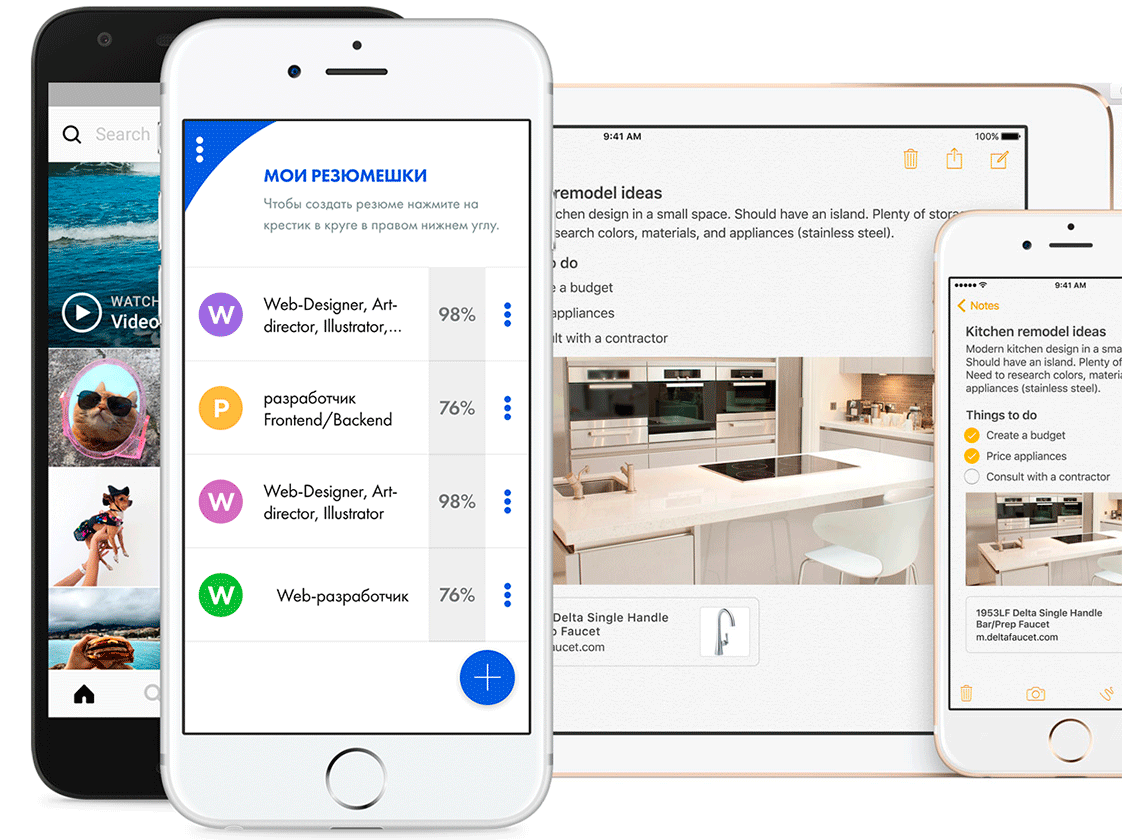 Search
WATCH
Video
МОИ РЕЗЮМЕШКИ
Чтобы создать резюме нажмите на
крестик в круге в правом нижнем углу.
W
Web-Designer, Art-
director, Illustrator,...
98%
P
разработчик
Frontend/Backend
76%
W
Web-Designer, Art-
director, Illustrator
98%
W
Web-разработчик
76%
9:41 AM
100%
remodel ideas
chen design in a small space. Should have an island. Plenty of stora
search colors, materials, and appliances (stainless steel).
o do
e a budget
appliances
ult with a contractor
Delta Single Handle
p Faucet
aucet.com
9:41 AM
Notes
Kitchen remodel ideas
Modern kitchen design in a sma
Should have an island. Plenty of
Need to research colors, materia
appliances (stainless steel).
Things to do
Create a budget
Price appliances
Consult with a contractor
1953LF Delta Single Handle
Bar/Prep Faucet
m.deltafaucet.com